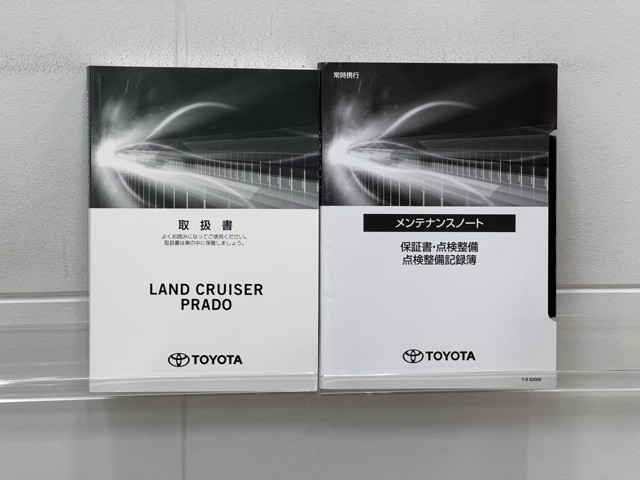 取扱書
よくお読みになってご使用ください。
取扱書は車の中に保管しましょう。
LAND CRUISER
PRADO
TOYOTA
常時携行
メンテナンスノート
保証書・点検整備
点検整備記録簿
TOYOTA